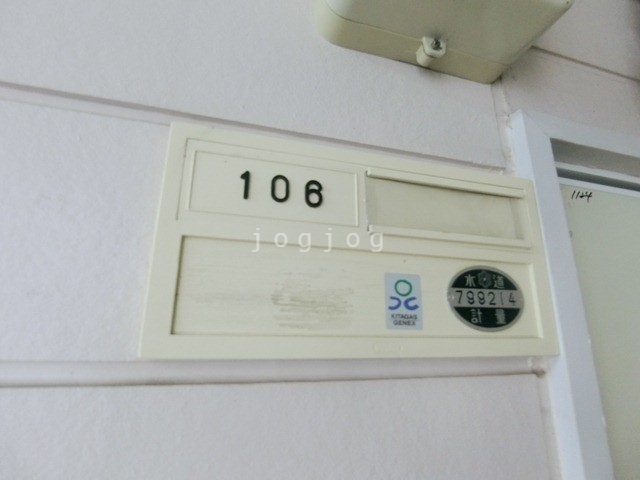 106
1124
jogjog
KITAGAS
GENEX
水道
799214
計量